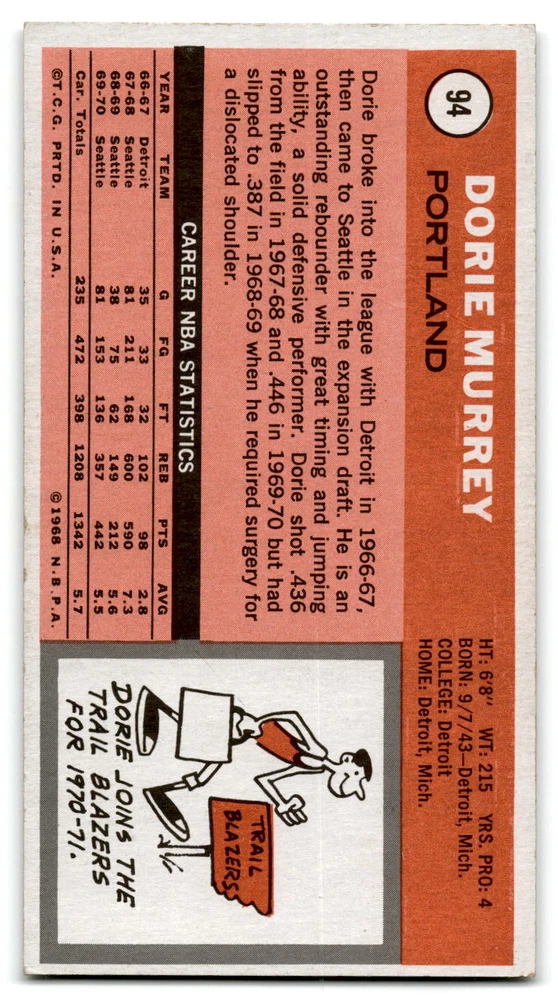 94
DORIE MURREY
PORTLAND
HT: 6'8" WT: 215 YRS. PRO: 4
BORN: 9/7/43—Detroit, Mich.
COLLEGE: Detroit
HOME: Detroit, Mich.
Dorie broke into the league with Detroit in 1966-67,
then came to Seattle in the expansion draft. He is an
outstanding rebounder with great timing and jumping
ability, a solid defensive performer. Dorie shot .436
from the field in 1967-68 and .446 in 1969-70 but had
slipped to .387 in 1968-69 when he required surgery for
a dislocated shoulder.
CAREER NBA STATISTICS
YEAR TEAM G FG FT REB PTS AVG
66-67 Detroit 35 33 32 102 98 2.8
67-68 Seattle 81 211 168 600 590 7.3
68-69 Seattle 38 75 62 149 212 5.6
69-70 Seattle 81 153 136 357 442 5.5
Car. Totals 235 472 398 1208 1342 5.7
©T.C.G. PRTD. IN U.S.A. ©1968 N.B.P.A.
TRAIL
BLAZERS
DORIE JOINS THE
TRAIL BLAZERS
FOR 1970-71.